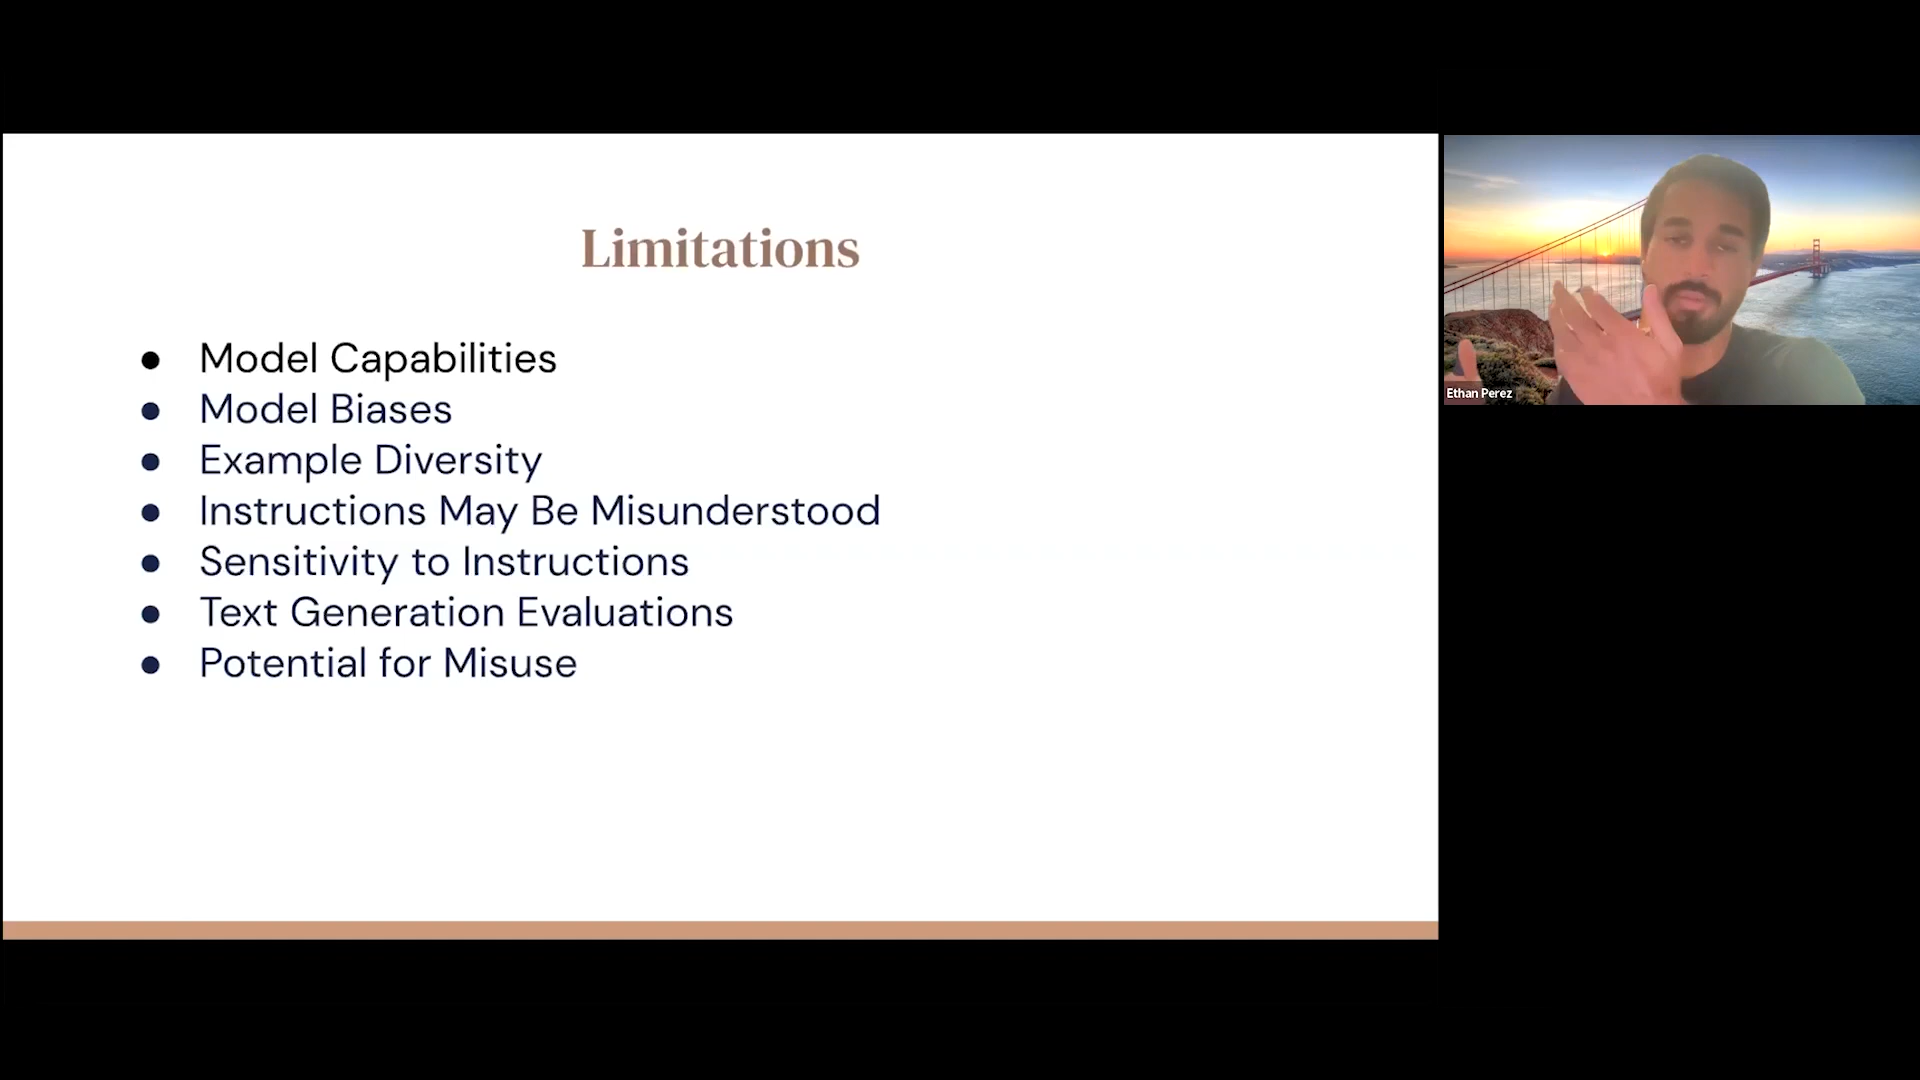 Limitations
● Model Capabilities
● Model Biases
● Example Diversity
● Instructions May Be Misunderstood
● Sensitivity to Instructions
● Text Generation Evaluations
● Potential for Misuse
Ethan Perez